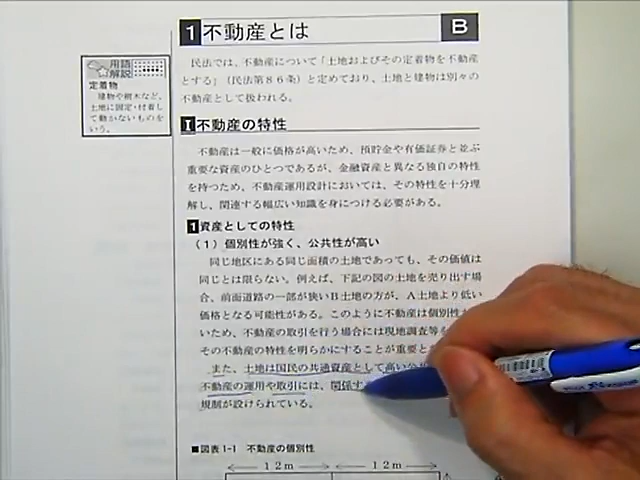 1 不動産とは B
民法では、不動産について「土地およびその定着物を不動産
とする」（民法第８６条）と定めており、土地と建物は別々の
不動産として扱われる。
用語
解説
定着物
建物や樹木など、
土地に固定・付着し
て動かないものを
いう。
I 不動産の特性
不動産は一般に価格が高いため、預貯金や有価証券と並ぶ
重要な資産のひとつであるが、金融資産と異なる独自の特性
を持つため、不動産運用設計においては、その特性を十分理
解し、関連する幅広い知識を身につける必要がある。
1 資産としての特性
（１）個別性が強く、公共性が高い
同じ地区にある同じ面積の土地であっても、その価値は
同じとは限らない。例えば、下記の図の土地を売り出す場
合、前面道路の一部が狭いＢ土地の方が、Ａ土地より低い
価格となる可能性がある。このように不動産は個別性が
いため、不動産の取引を行う場合には現地調査等
その不動産の特性を明らかにすることが重要と
また、土地は国民の共通資産として高い公
不動産の運用や取引には、関係す
規制が設けられている。
■図表1-1 不動産の個別性
１２ｍ １２ｍ